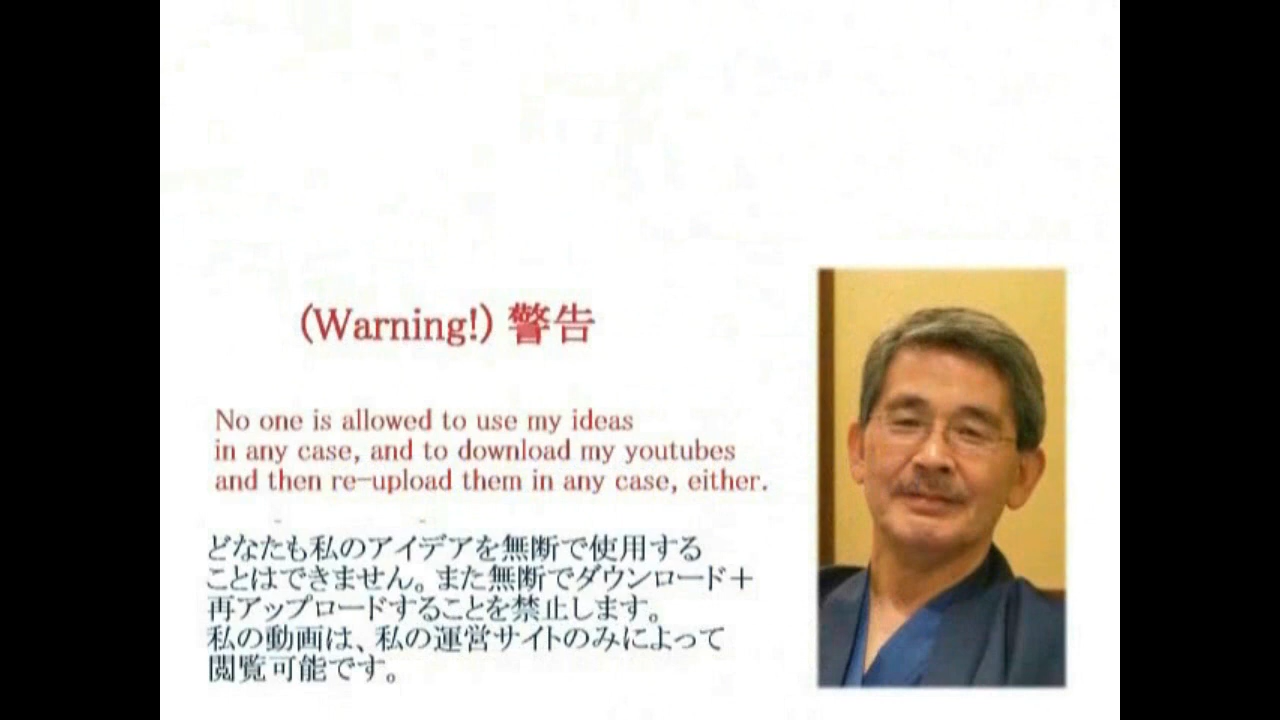 (Warning!) 警告
No one is allowed to use my ideas
in any case, and to download my youtubes
and then re-upload them in any case, either.
どなたも私のアイデアを無断で使用する
ことはできません。また無断でダウンロード＋
再アップロードすることを禁止します。
私の動画は、私の運営サイトのみによって
閲覧可能です。